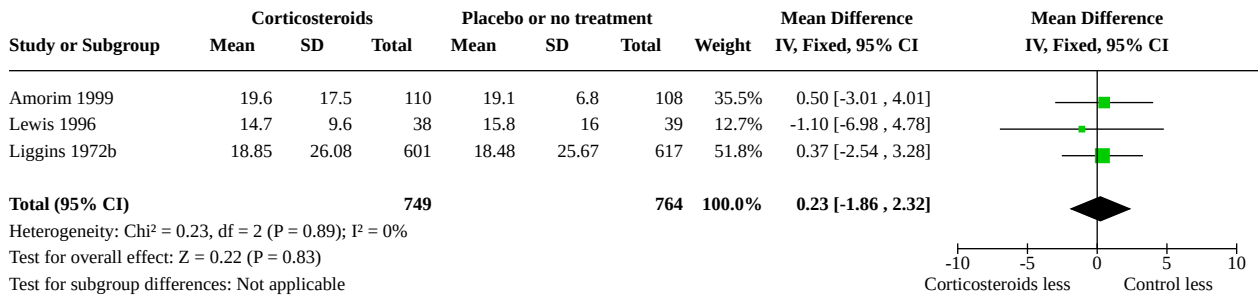 Corticosteroids Placebo or no treatment Mean Difference Mean Difference
Study or Subgroup Mean SD Total Mean SD Total Weight IV, Fixed, 95% CI IV, Fixed, 95% CI
Amorim 1999 19.6 17.5 110 19.1 6.8 108 35.5% 0.50 [-3.01 , 4.01]
Lewis 1996 14.7 9.6 38 15.8 16 39 12.7% -1.10 [-6.98 , 4.78]
Liggins 1972b 18.85 26.08 601 18.48 25.67 617 51.8% 0.37 [-2.54 , 3.28]
Total (95% CI) 749 764 100.0% 0.23 [-1.86 , 2.32]
Heterogeneity: Chi² = 0.23, df = 2 (P = 0.89); I² = 0%
Test for overall effect: Z = 0.22 (P = 0.83)
-10 -5 0 5 10
Test for subgroup differences: Not applicable
Corticosteroids less Control less